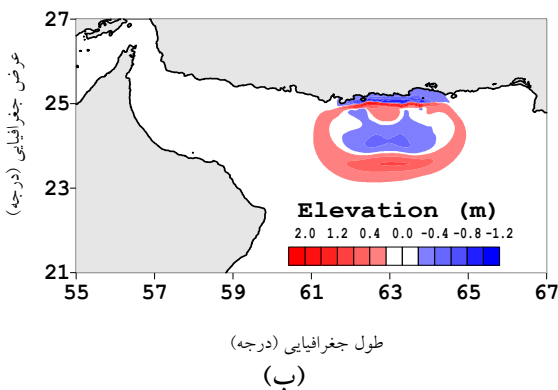 27
25
23
21
عرض جغرافیایی (درجه)
Elevation (m)
2.0 1.2 0.4 0.0 -0.4 -0.8 -1.2
55 57 59 61 63 65 67
طول جغرافیایی (درجه)
(ب)